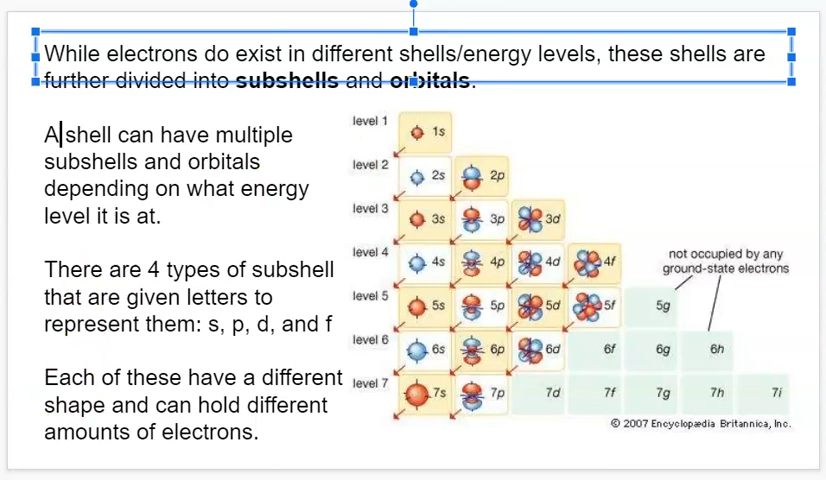 While electrons do exist in different shells/energy levels, these shells are
further divided into subshells and orbitals.
A shell can have multiple
subshells and orbitals
depending on what energy
level it is at.
There are 4 types of subshell
that are given letters to
represent them: s, p, d, and f
Each of these have a different
shape and can hold different
amounts of electrons.
level 1 1s
level 2 2s 2p
level 3 3s 3p 3d
level 4 4s 4p 4d 4f
level 5 5s 5p 5d 5f 5g
level 6 6s 6p 6d 6f 6g 6h
level 7 7s 7p 7d 7f 7g 7h 7i
not occupied by any
ground-state electrons
© 2007 Encyclopædia Britannica, Inc.